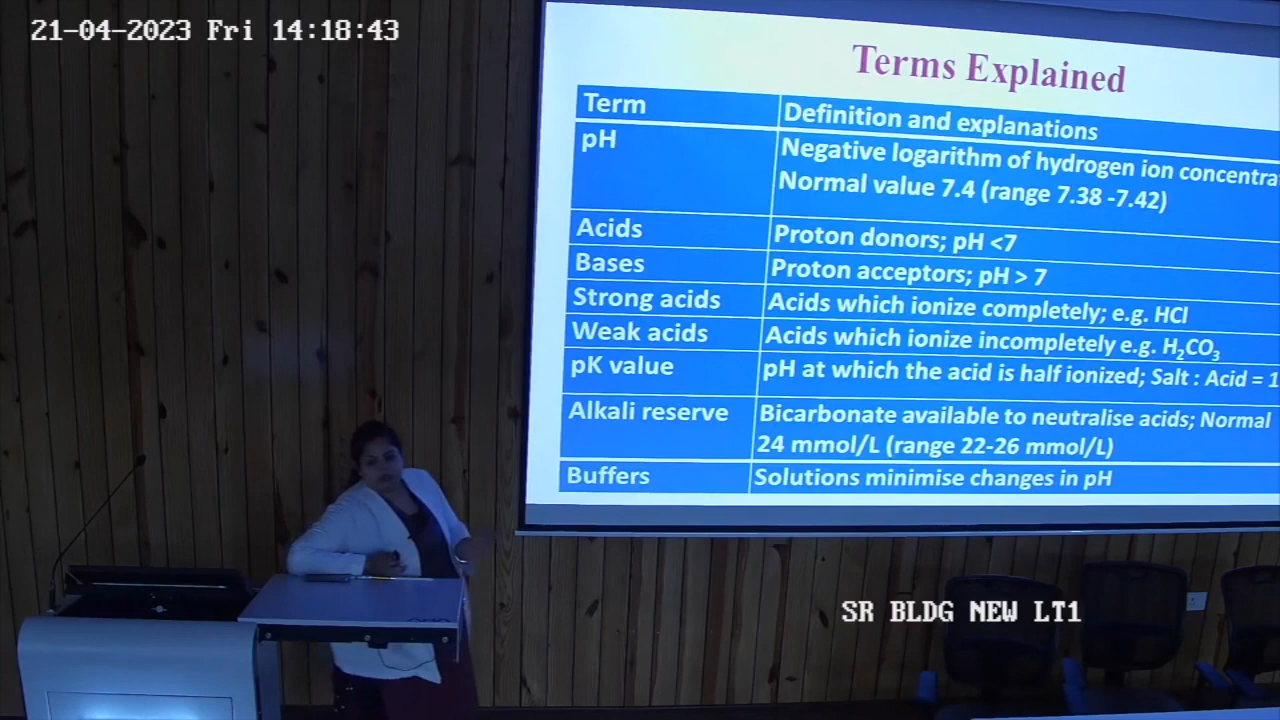 21-04-2023 Fri 14:18:43
Terms Explained
Term
Definition and explanations
pH
Negative logarithm of hydrogen ion
Normal value 7.4 (range 7.38 -7.42)
Acids
Proton donors; pH <7
Bases
Proton acceptors; pH > 7
Strong acids
Acids which ionize completely; e.g. HCl
Weak acids
Acids which ionize incompletely e.g. H₂CO₃
pK value
pH at which the acid is half ionized; Salt : Acid = 1
Alkali reserve
Bicarbonate available to neutralise acids; Normal
24 mmol/L (range 22-26 mmol/L)
Buffers
Solutions minimise changes in pH
SR BLDG NEW LT1